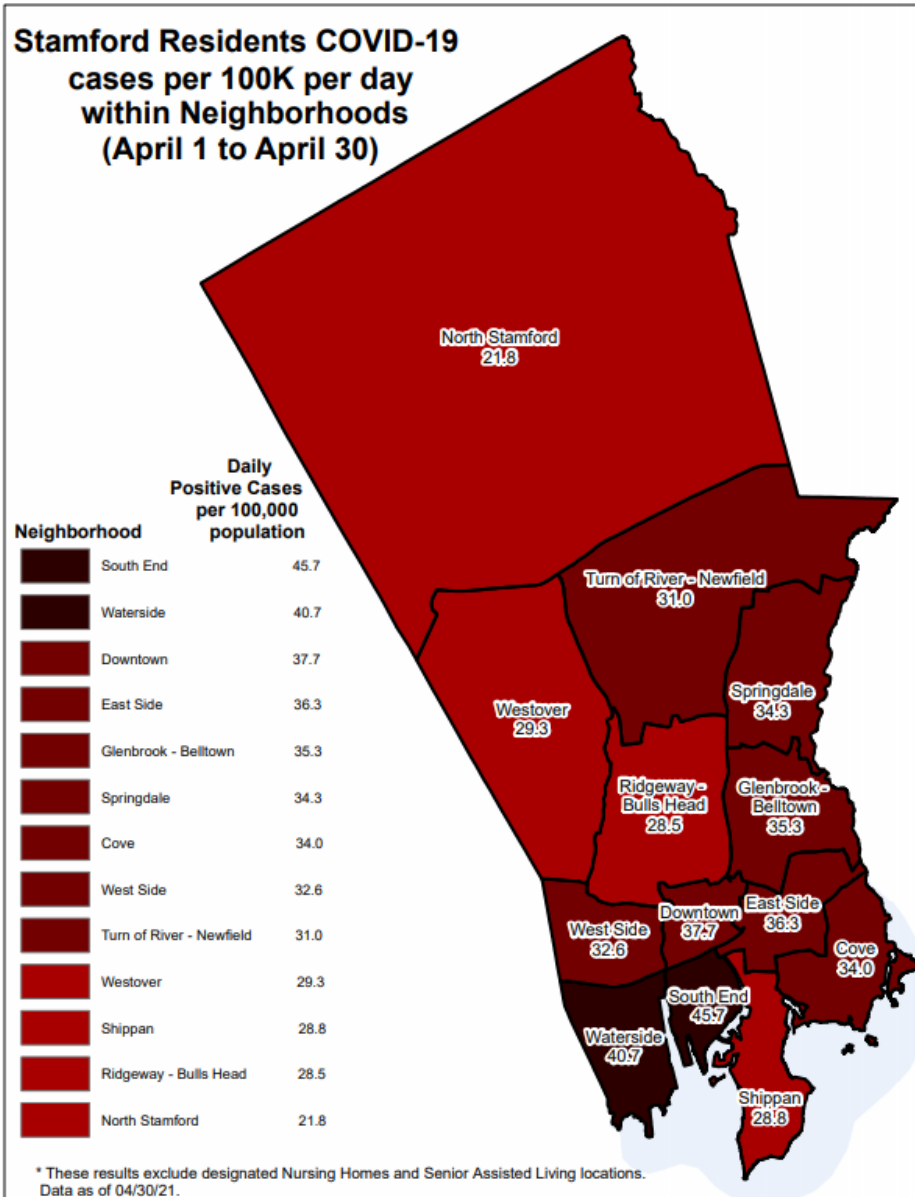 Stamford Residents COVID-19
cases per 100K per day
within Neighborhoods
(April 1 to April 30)
North Stamford
21.8
Turn of River - Newfield
31.0
Springdale
34.3
Westover
29.3
Ridgeway -
Bulls Head
28.5
Glenbrook -
Belltown
35.3
West Side
32.6
Downtown
37.7
East Side
36.3
Cove
34.0
South End
45.7
Waterside
40.7
Shippan
28.8
Daily
Positive Cases
per 100,000
Neighborhood population
South End 45.7
Waterside 40.7
Downtown 37.7
East Side 36.3
Glenbrook - Belltown 35.3
Springdale 34.3
Cove 34.0
West Side 32.6
Turn of River - Newfield 31.0
Westover 29.3
Shippan 28.8
Ridgeway - Bulls Head 28.5
North Stamford 21.8
* These results exclude designated Nursing Homes and Senior Assisted Living locations.
Data as of 04/30/21.